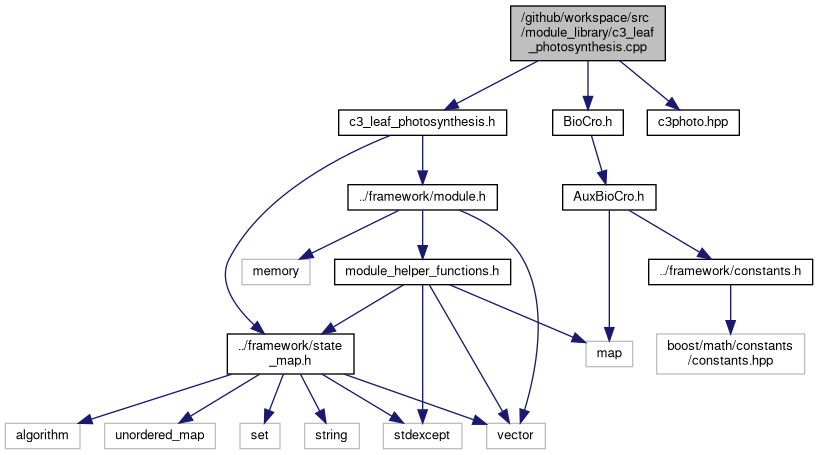 /github/workspace/src
/module_library/c3_leaf
_photosynthesis.cpp
c3_leaf_photosynthesis.h
BioCro.h
c3photo.hpp
../framework/module.h
AuxBioCro.h
memory
module_helper_functions.h
../framework/constants.h
../framework/state
_map.h
map
boost/math/constants
/constants.hpp
algorithm
unordered_map
set
string
stdexcept
vector